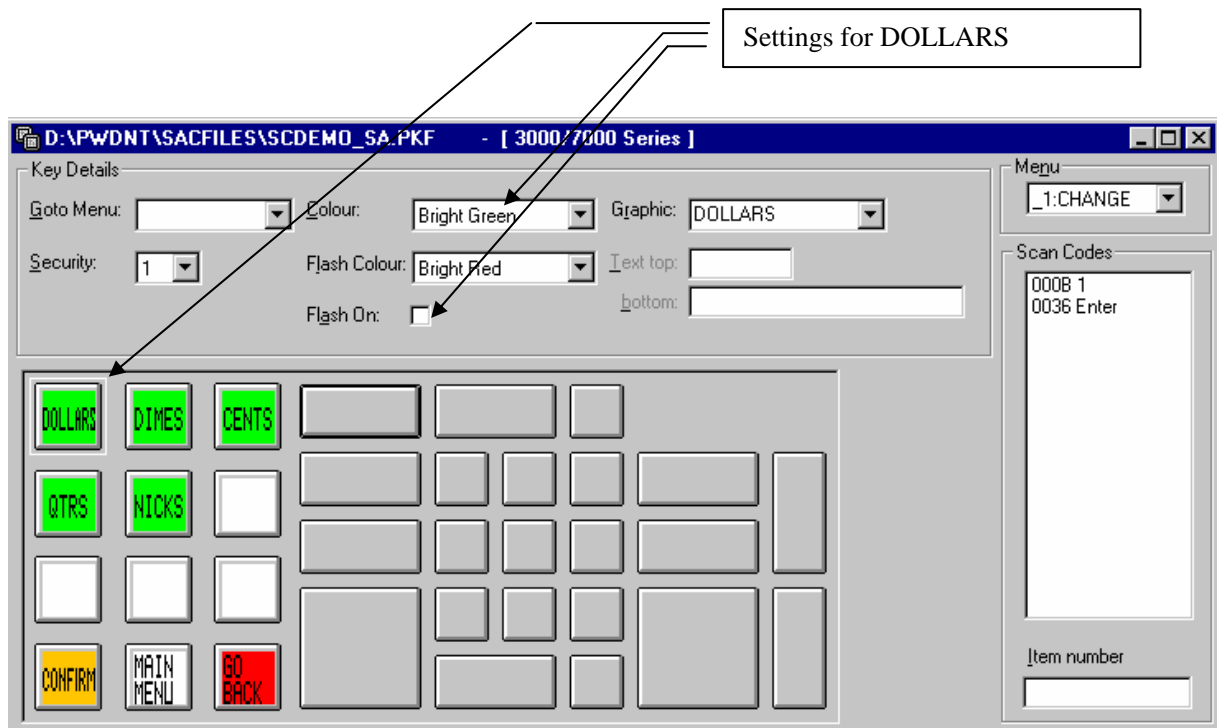 Settings for DOLLARS
D:\PWDNT\SACFILES\SCDEMO_SA.PKF - [ 3000/7000 Series ]
Key Details
Goto Menu:
Colour: Bright Green
Graphic: DOLLARS
Security: 1
Flash Colour: Bright Red
Text top:
Flash On:
bottom:
Menu
_1:CHANGE
Scan Codes
000B 1
0036 Enter
Item number
DOLLARS
DIMES
CENTS
QTRS
NICKS
CONFIRM
MAIN
MENU
GO
BACK